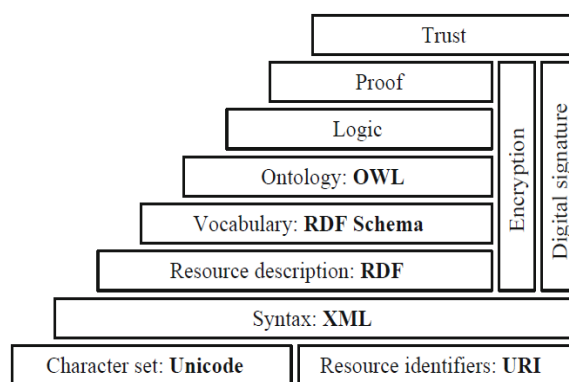 Trust
Proof
Logic
Ontology: OWL
Vocabulary: RDF Schema
Resource description: RDF
Encryption
Digital signature
Syntax: XML
Character set: Unicode
Resource identifiers: URI